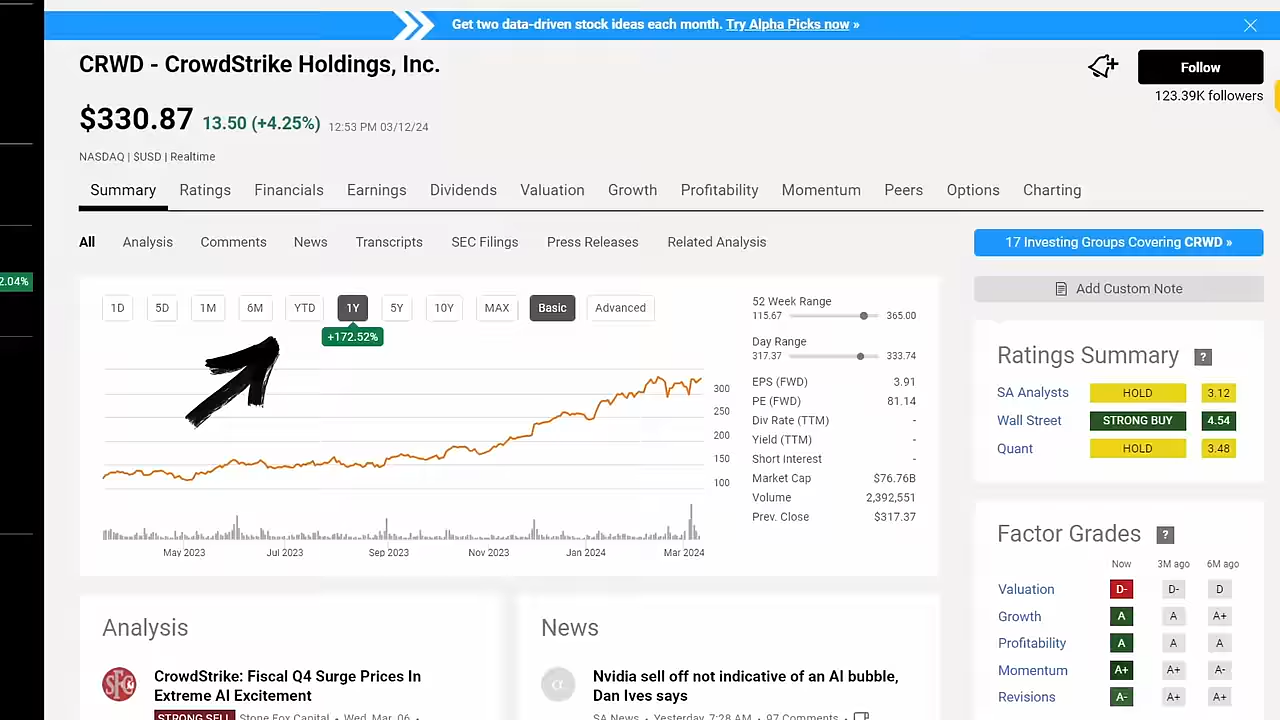 Get two data-driven stock ideas each month. Try Alpha Picks now »
CRWD - CrowdStrike Holdings, Inc.
Follow
123.39K followers
$330.87 13.50 (+4.25%) 12:53 PM 03/12/24
NASDAQ | $USD | Realtime
Summary Ratings Financials Earnings Dividends Valuation Growth Profitability Momentum Peers Options Charting
All Analysis Comments News Transcripts SEC Filings Press Releases Related Analysis
17 Investing Groups Covering CRWD »
2.04%
Add Custom Note
1D 5D 1M 6M YTD 1Y 5Y 10Y MAX Basic Advanced
+172.52%
300
250
200
150
100
May 2023 Jul 2023 Sep 2023 Nov 2023 Jan 2024 Mar 2024
52 Week Range
115.67 365.00
Day Range
317.37 333.74
EPS (FWD) 3.91
PE (FWD) 81.14
Div Rate (TTM) -
Yield (TTM) -
Short Interest -
Market Cap $76.76B
Volume 2,392,551
Prev. Close $317.37
Ratings Summary ?
SA Analysts HOLD 3.12
Wall Street STRONG BUY 4.54
Quant HOLD 3.48
Factor Grades ?
Now 3M ago 6M ago
Valuation D- D- D
Growth A A A+
Profitability A A A
Momentum A+ A+ A-
Revisions A- A+ A+
Analysis
SFC
CrowdStrike: Fiscal Q4 Surge Prices In
Extreme AI Excitement
STRONG SELL Stone Fox Capital • Wed, Mar. 06 •
News
α
Nvidia sell off not indicative of an AI bubble,
Dan Ives says
SA News • Yesterday, 7:28 AM • 97 Comments •